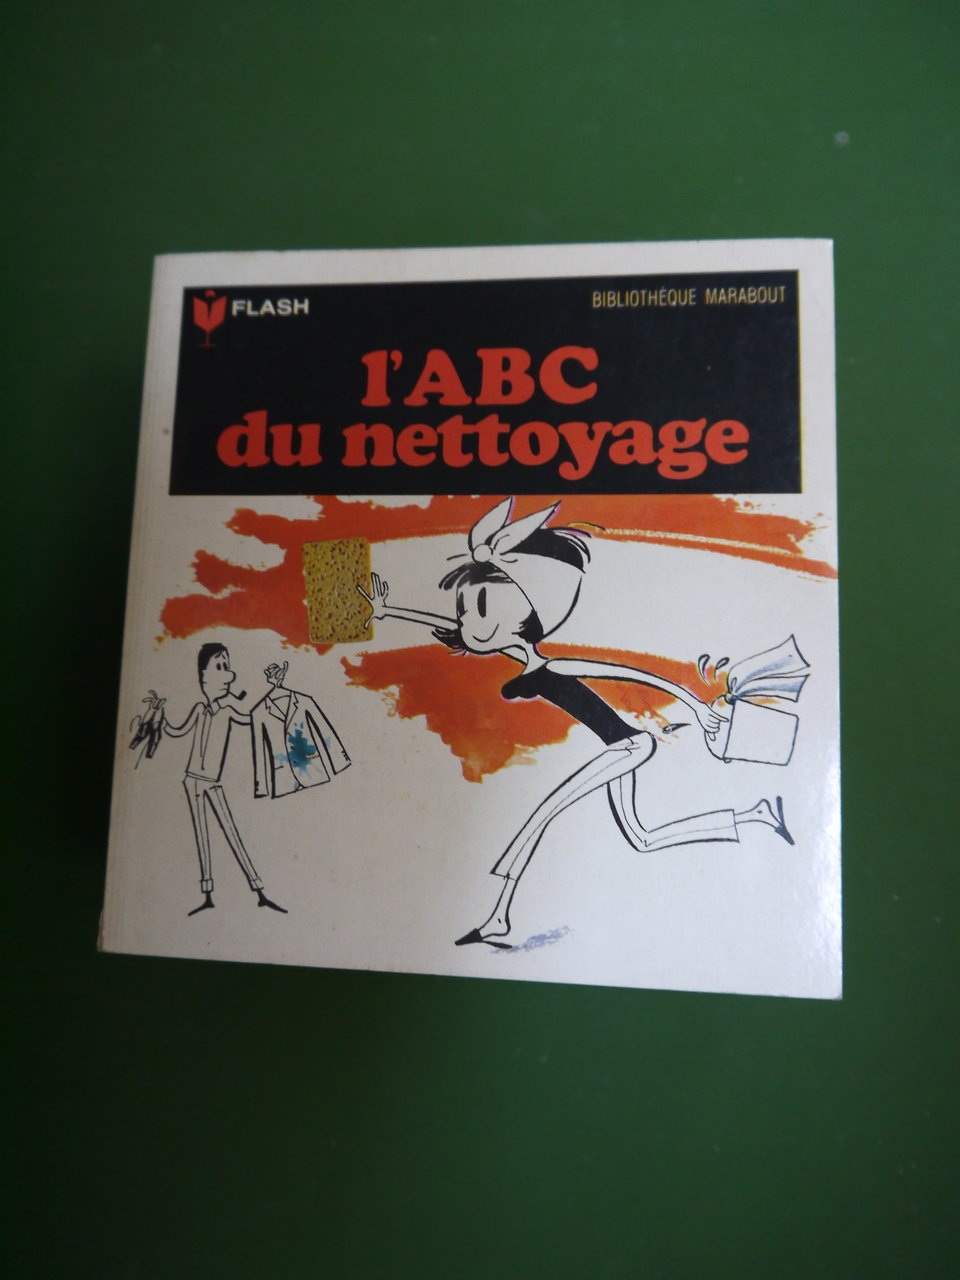 FLASH
BIBLIOTHÈQUE MARABOUT
l'ABC
du nettoyage